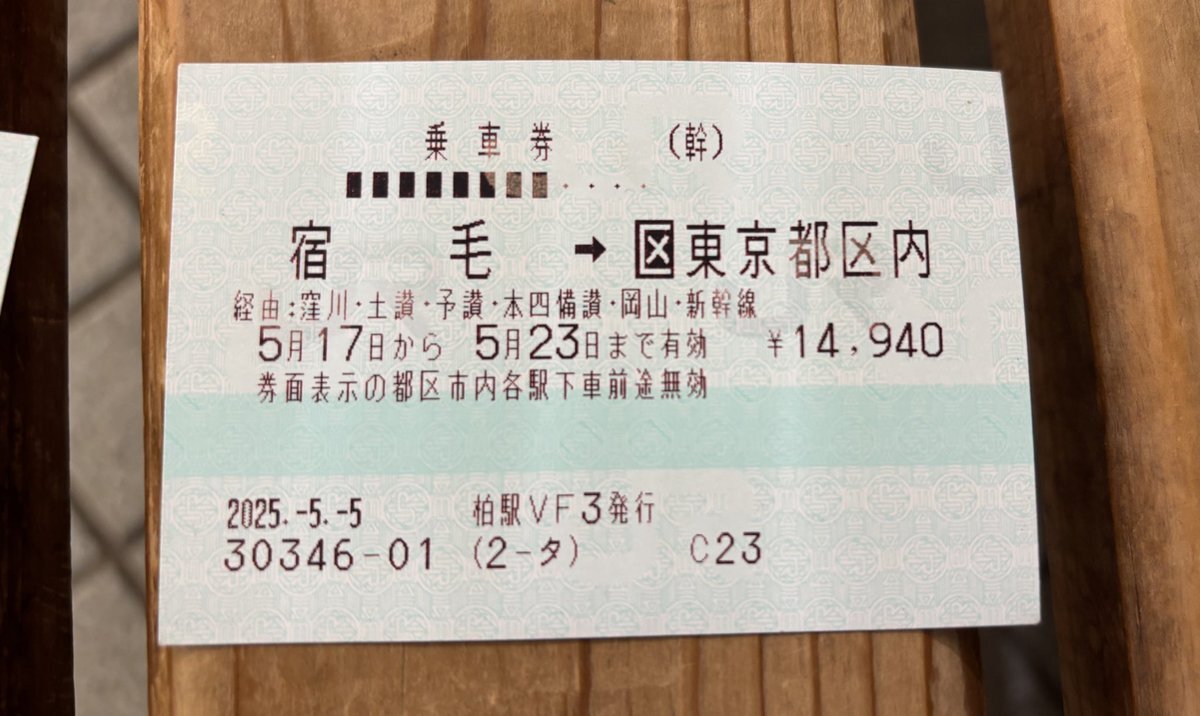 乗車券 (幹)
宿毛 → 区東京都区内
経由:窪川・土讃・予讃・本四備讃・岡山・新幹線
5月17日から 5月23日まで有効 ¥14,940
券面表示の都区市内各駅下車前途無効
2025.-5.-5 柏駅VF3発行
30346-01 (2-タ) C23